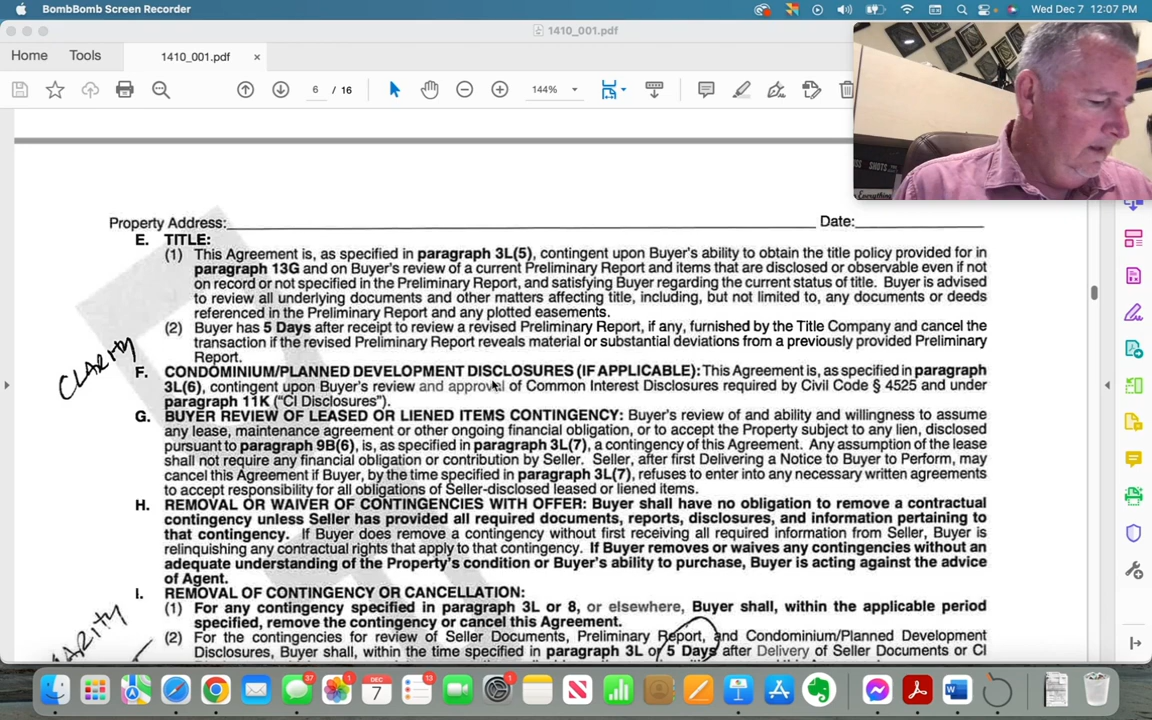 BombBomb Screen Recorder
Wed Dec 7 12:07 PM
1410_001.pdf
Home Tools 1410_001.pdf ×
6 / 16 144%
Property Address: Date:
E. TITLE:
(1) This Agreement is, as specified in paragraph 3L(5), contingent upon Buyer's ability to obtain the title policy provided for in
paragraph 13G and on Buyer's review of a current Preliminary Report and items that are disclosed or observable even if not
on record or not specified in the Preliminary Report, and satisfying Buyer regarding the current status of title. Buyer is advised
to review all underlying documents and other matters affecting title, including, but not limited to, any documents or deeds
referenced in the Preliminary Report and any plotted easements.
(2) Buyer has 5 Days after receipt to review a revised Preliminary Report, if any, furnished by the Title Company and cancel the
transaction if the revised Preliminary Report reveals material or substantial deviations from a previously provided Preliminary
Report.
CLARITY
F. CONDOMINIUM/PLANNED DEVELOPMENT DISCLOSURES (IF APPLICABLE): This Agreement is, as specified in paragraph
3L(6), contingent upon Buyer's review and approval of Common Interest Disclosures required by Civil Code § 4525 and under
paragraph 11K ("CI Disclosures").
G. BUYER REVIEW OF LEASED OR LIENED ITEMS CONTINGENCY: Buyer's review of and ability and willingness to assume
any lease, maintenance agreement or other ongoing financial obligation, or to accept the Property subject to any lien, disclosed
pursuant to paragraph 9B(6), is, as specified in paragraph 3L(7), a contingency of this Agreement. Any assumption of the lease
shall not require any financial obligation or contribution by Seller. Seller, after first Delivering a Notice to Buyer to Perform, may
cancel this Agreement if Buyer, by the time specified in paragraph 3L(7), refuses to enter into any necessary written agreements
to accept responsibility for all obligations of Seller-disclosed leased or liened items.
H. REMOVAL OR WAIVER OF CONTINGENCIES WITH OFFER: Buyer shall have no obligation to remove a contractual
contingency unless Seller has provided all required documents, reports, disclosures, and information pertaining to
that contingency. If Buyer does remove a contingency without first receiving all required information from Seller, Buyer is
relinquishing any contractual rights that apply to that contingency. If Buyer removes or waives any contingencies without an
adequate understanding of the Property's condition or Buyer's ability to purchase, Buyer is acting against the advice
of Agent.
I. REMOVAL OF CONTINGENCY OR CANCELLATION:
(1) For any contingency specified in paragraph 3L or 8, or elsewhere, Buyer shall, within the applicable period
specified, remove the contingency or cancel this Agreement.
(2) For the contingencies for review of Seller Documents, Preliminary Report, and Condominium/Planned Development
Disclosures, Buyer shall, within the time specified in paragraph 3L or 5 Days after Delivery of Seller Documents or CI
SHOTS
37 1 DEC 7 13 1